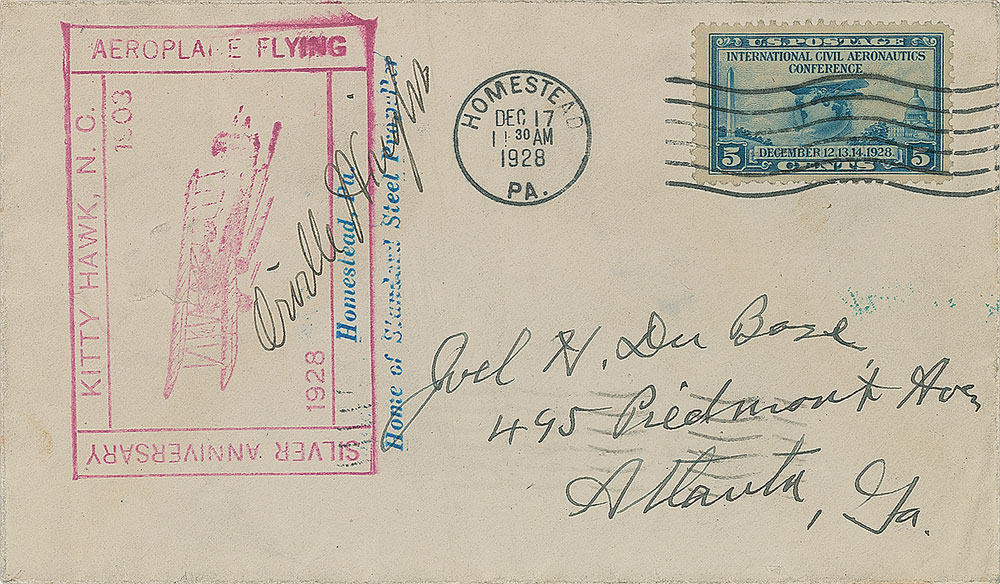 AEROPLANE FLYING
KITTY HAWK, N. C.
1903
1928
SILVER ANNIVERSARY
Orville Wright
Homestead, Pa.
Home of Standard Steel Propeller
HOMESTEAD
DEC 17
11 30 AM
1928
PA.
U.S. POSTAGE
INTERNATIONAL CIVIL AERONAUTICS
CONFERENCE
DECEMBER 12,13,14,1928.
5 CENTS 5
Joel H. Du Bose,
495 Piedmont Ave,
Atlanta, Ga.